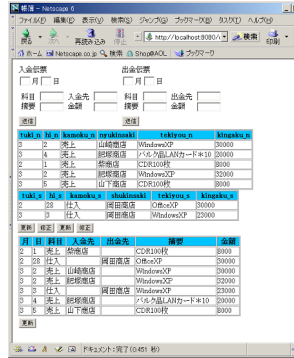 帳簿 - Netscape 6
ファイル(F) 編集(E) 表示(V) 検索(S) ジャンプ(G) ブックマーク(B) タスク(T) ヘルプ(H)
戻る 再読み込み 停止 http://localhost:8080/ 検索 印刷
ホーム Netscape.co.jp 検索 Shop@AOL ブックマーク
入金伝票 出金伝票
月 日 月 日
科目 入金先 科目 出金先
摘要 金額 摘要 金額
送信 送信
tuki_n hi_n kamoku_n nyukinsaki tekiyou_n kingaku_n
3 2 売上 山崎商店 WindowsXP 30000
3 4 売上 肥塚商店 バルク品LANカード*10 20000
2 1 売上 柴商店 CDR100枚 8000
3 2 売上 肥塚商店 WindowsXP 32000
3 5 売上 山下商店 CDR100枚 8000
tuki_s hi_s kamoku_s shukinsaki tekiyou_s kingaku_s
2 28 仕入 岡田商店 OfficeXP 30000
3 3 仕入 岡田商店 WindowsXP 23000
更新 修正 更新 修正
月 日 科目 入金先 出金先 摘要 金額
2 1 売上 柴商店 CDR100枚 8000
2 28 仕入 岡田商店 OfficeXP 30000
3 2 売上 山崎商店 WindowsXP 30000
3 2 売上 肥塚商店 WindowsXP 32000
3 3 仕入 岡田商店 WindowsXP 23000
3 4 売上 肥塚商店 バルク品LANカード*10 20000
3 5 売上 山下商店 CDR100枚 8000
更新
ドキュメント: 完了 (0.451 秒)